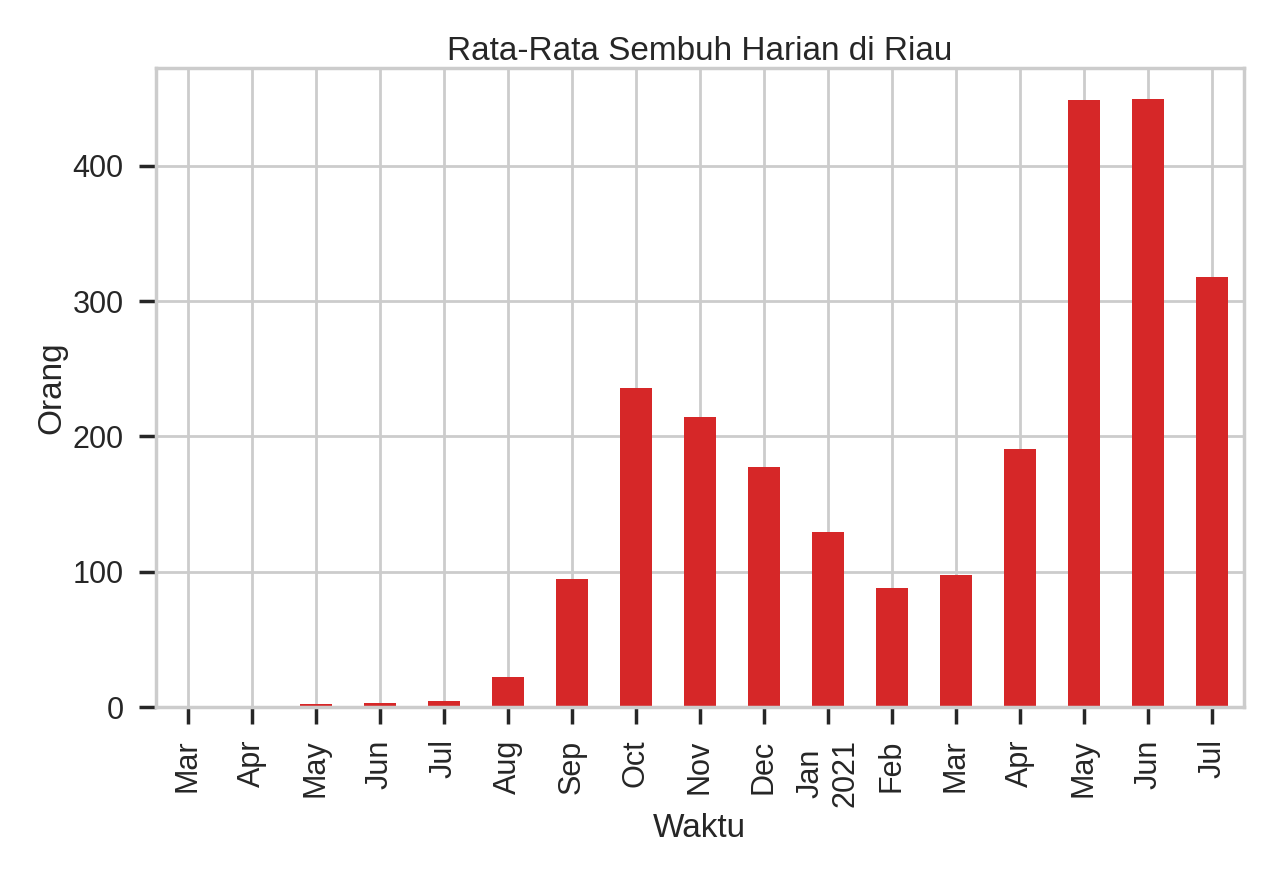 Rata-Rata Sembuh Harian di Riau
Orang
400
300
200
100
0
Mar
Apr
May
Jun
Jul
Aug
Sep
Oct
Nov
Dec
Jan
2021
Feb
Mar
Apr
May
Jun
Jul
Waktu